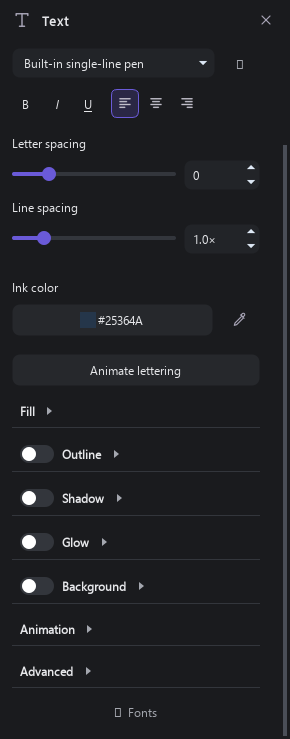 Text
Built-in single-line pen
B I U
Letter spacing
0
Line spacing
1.0×
Ink color
#25364A
Animate lettering
Fill
Outline
Shadow
Glow
Background
Animation
Advanced
Fonts